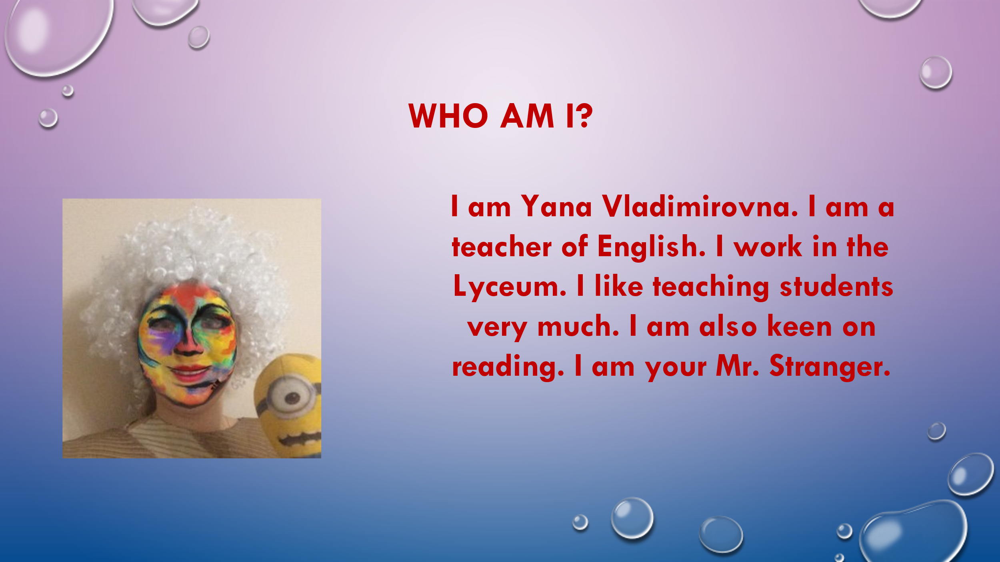 WHO AM I?
I am Yana Vladimirovna. I am a
teacher of English. I work in the
Lyceum. I like teaching students
very much. I am also keen on
reading. I am your Mr. Stranger.